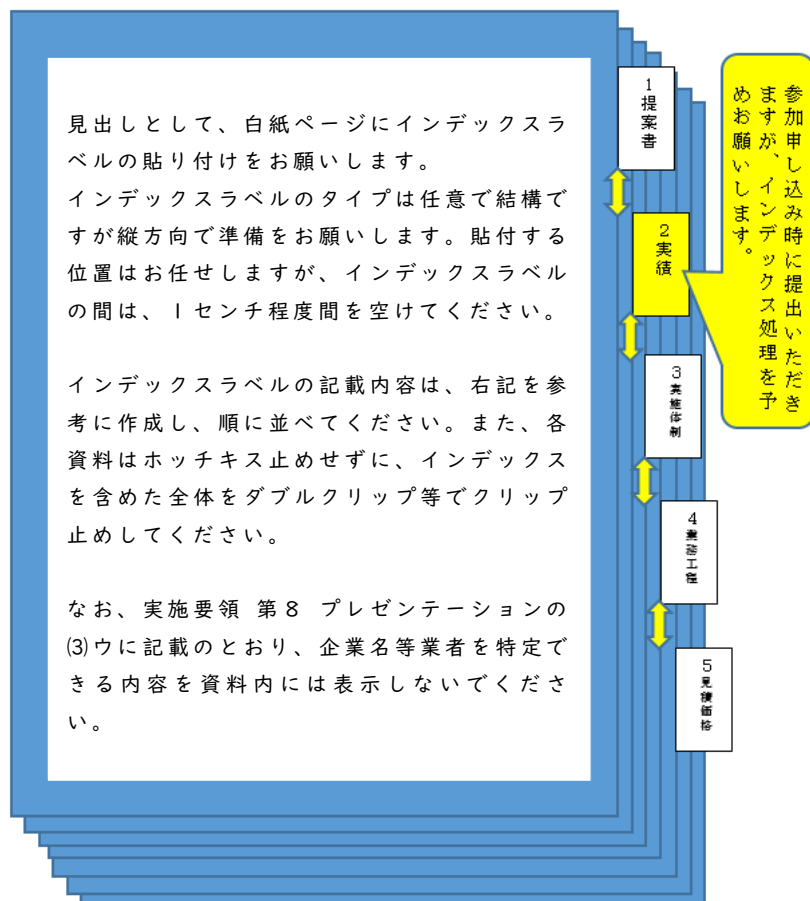 見出しとして、白紙ページにインデックスラ
ベルの貼り付けをお願いします。
インデックスラベルのタイプは任意で結構で
すが縦方向で準備をお願いします。貼付する
位置はお任せしますが、インデックスラベル
の間は、1センチ程度間を空けてください。
インデックスラベルの記載内容は、右記を参
考に作成し、順に並べてください。また、各
資料はホッチキス止めせずに、インデックス
を含めた全体をダブルクリップ等でクリップ
止めしてください。
なお、実施要領 第8 プレゼンテーションの
⑶ウに記載のとおり、企業名等業者を特定で
きる内容を資料内には表示しないでくださ
い。
1提案書
2実績
3実施体制
4業務工程
5見積価格
参加申し込み時に提出いただき
ますが、インデックス処理を予
めお願いします。